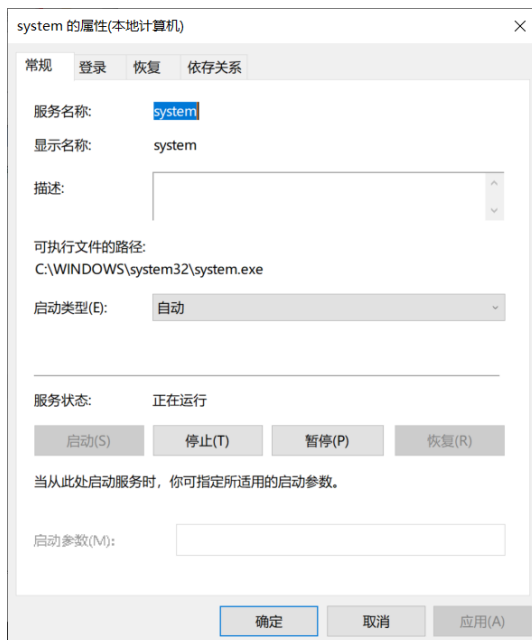 system 的属性(本地计算机)
常规 登录 恢复 依存关系
服务名称: system
显示名称: system
描述:
可执行文件的路径:
C:\WINDOWS\system32\system.exe
启动类型(E): 自动
服务状态: 正在运行
启动(S) 停止(T) 暂停(P) 恢复(R)
当从此处启动服务时，你可指定所适用的启动参数。
启动参数(M):
确定 取消 应用(A)